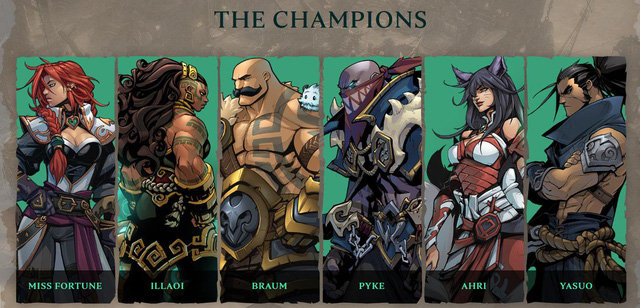 THE CHAMPIONS
MISS FORTUNE
ILLAOI
BRAUM
PYKE
AHRI
YASUO